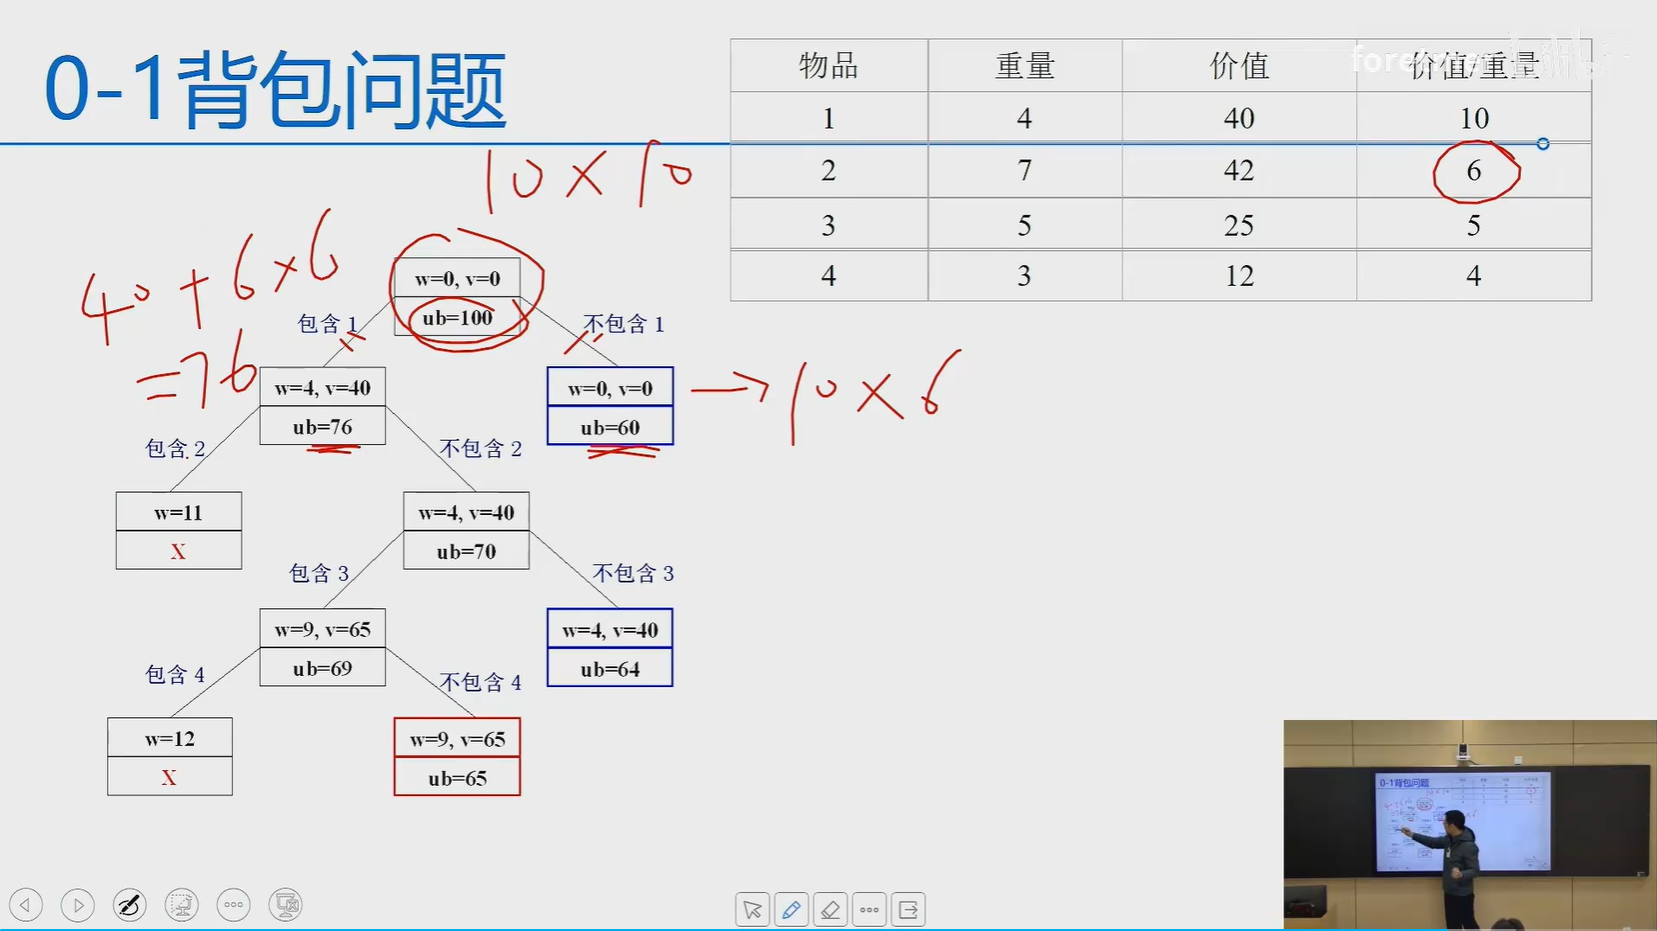 0-1背包问题
物品 重量 价值 价值/重量
1 4 40 10
2 7 42 6
3 5 25 5
4 3 12 4
10×10
40+6×6
=76
w=0, v=0
ub=100
包含 1 不包含 1
w=4, v=40 w=0, v=0
ub=76 ub=60
→10×6
包含 2 不包含 2
w=11 w=4, v=40
X ub=70
包含 3 不包含 3
w=9, v=65 w=4, v=40
ub=69 ub=64
包含 4 不包含 4
w=12 w=9, v=65
X ub=65
0-1背包问题